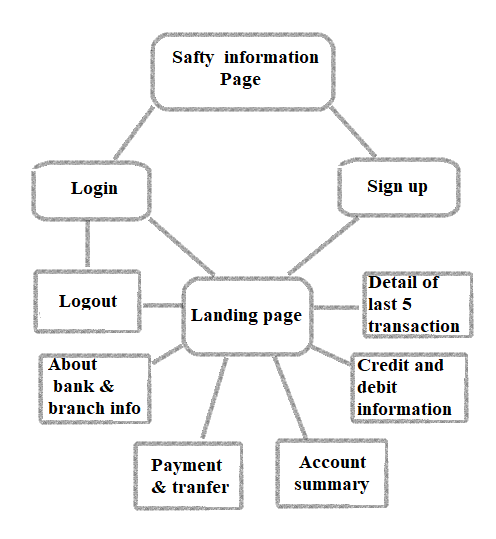 Safty information
Page
Login
Sign up
Logout
Landing page
Detail of
last 5
transaction
About
bank &
branch info
Credit and
debit
information
Payment
& tranfer
Account
summary